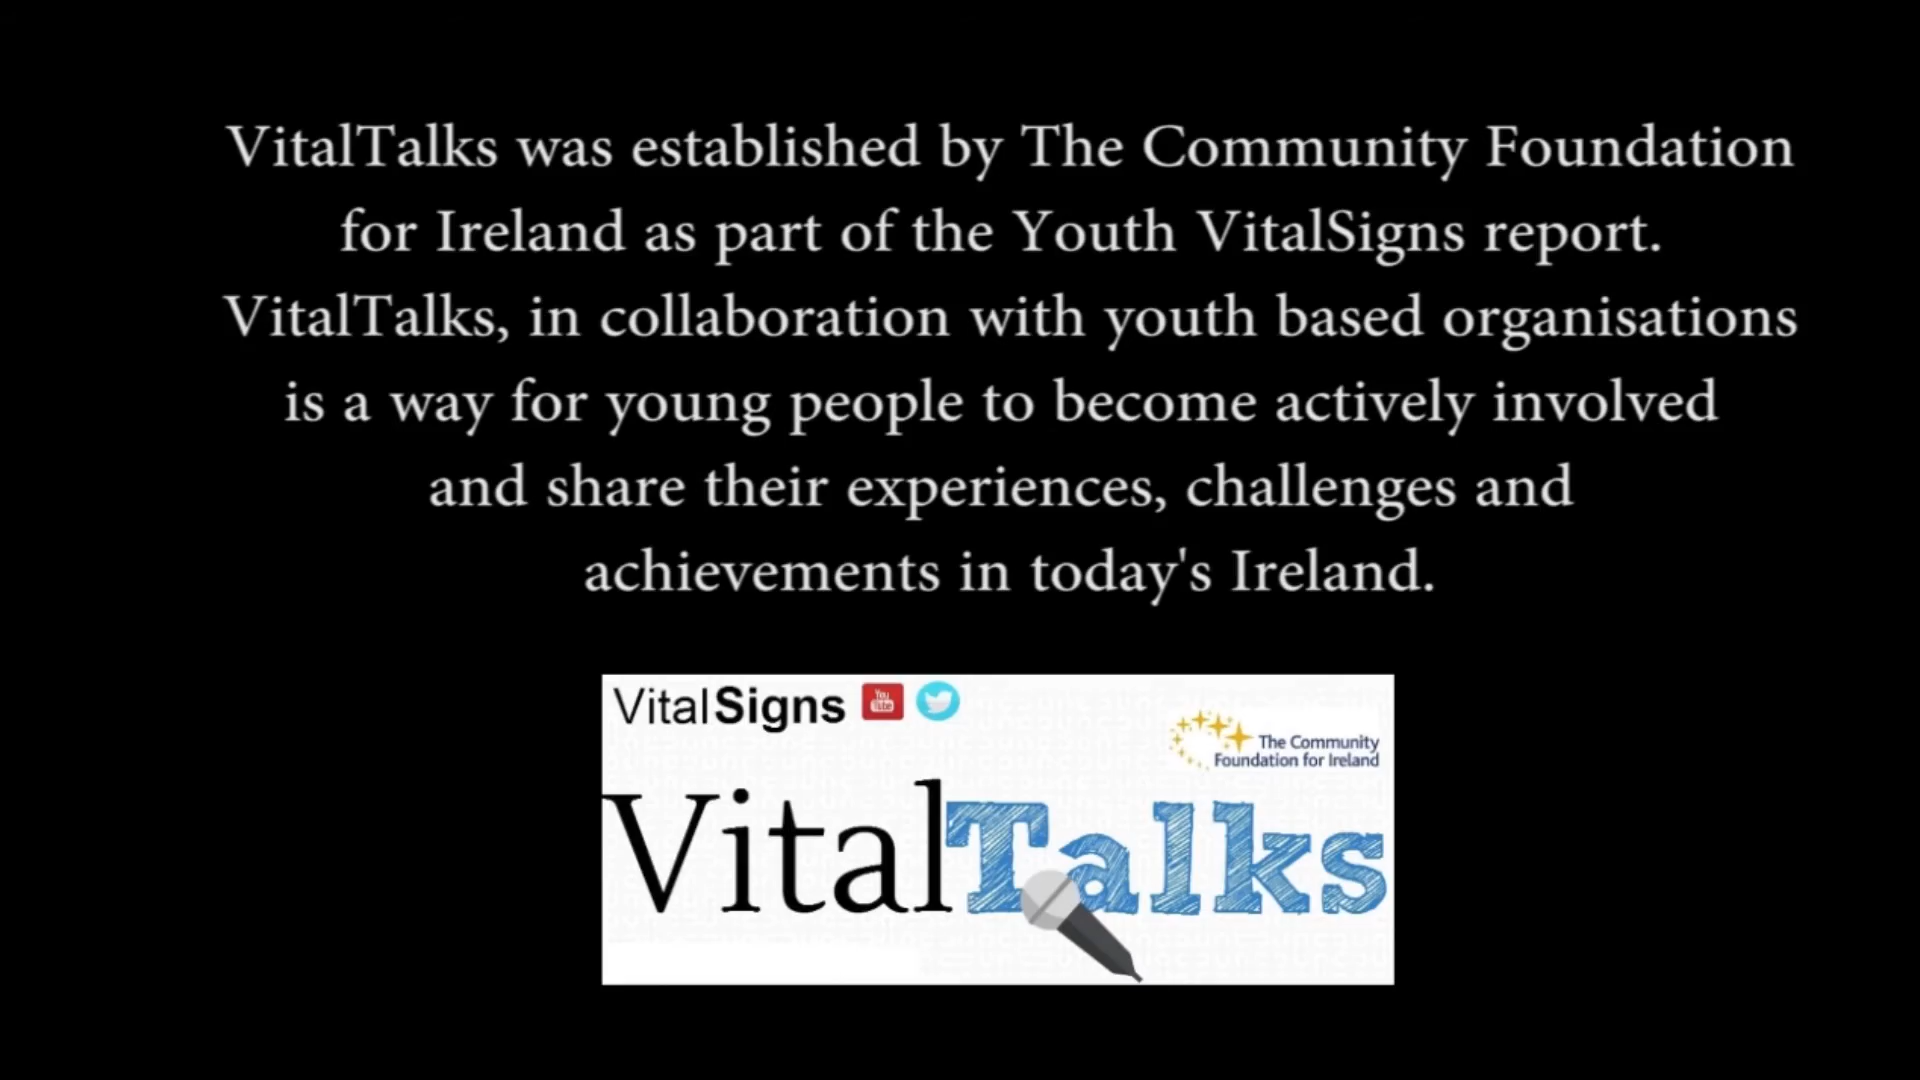 VitalTalks was established by The Community Foundation
for Ireland as part of the Youth VitalSigns report.
VitalTalks, in collaboration with youth based organisations
is a way for young people to become actively involved
and share their experiences, challenges and
achievements in today's Ireland.
VitalSigns You Tube
The Community
Foundation for Ireland
VitalTalks